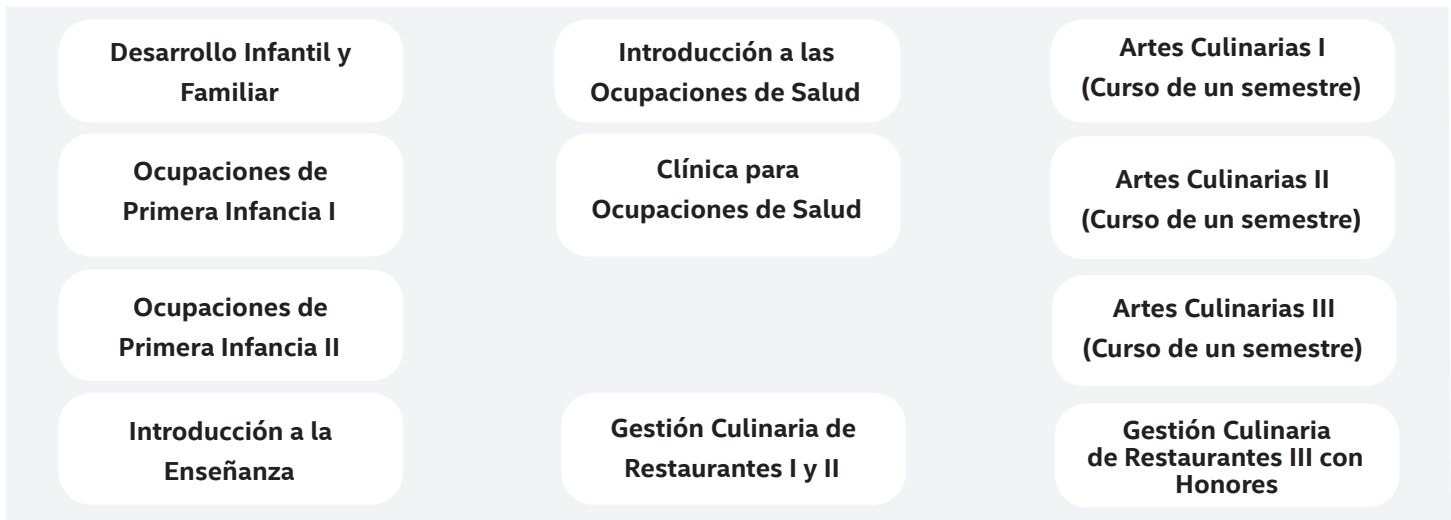 Desarrollo Infantil y
Familiar
Introducción a las
Ocupaciones de Salud
Artes Culinarias I
(Curso de un semestre)
Ocupaciones de
Primera Infancia I
Clínica para
Ocupaciones de Salud
Artes Culinarias II
(Curso de un semestre)
Ocupaciones de
Primera Infancia II
Artes Culinarias III
(Curso de un semestre)
Introducción a la
Enseñanza
Gestión Culinaria de
Restaurantes I y II
Gestión Culinaria
de Restaurantes III con
Honores